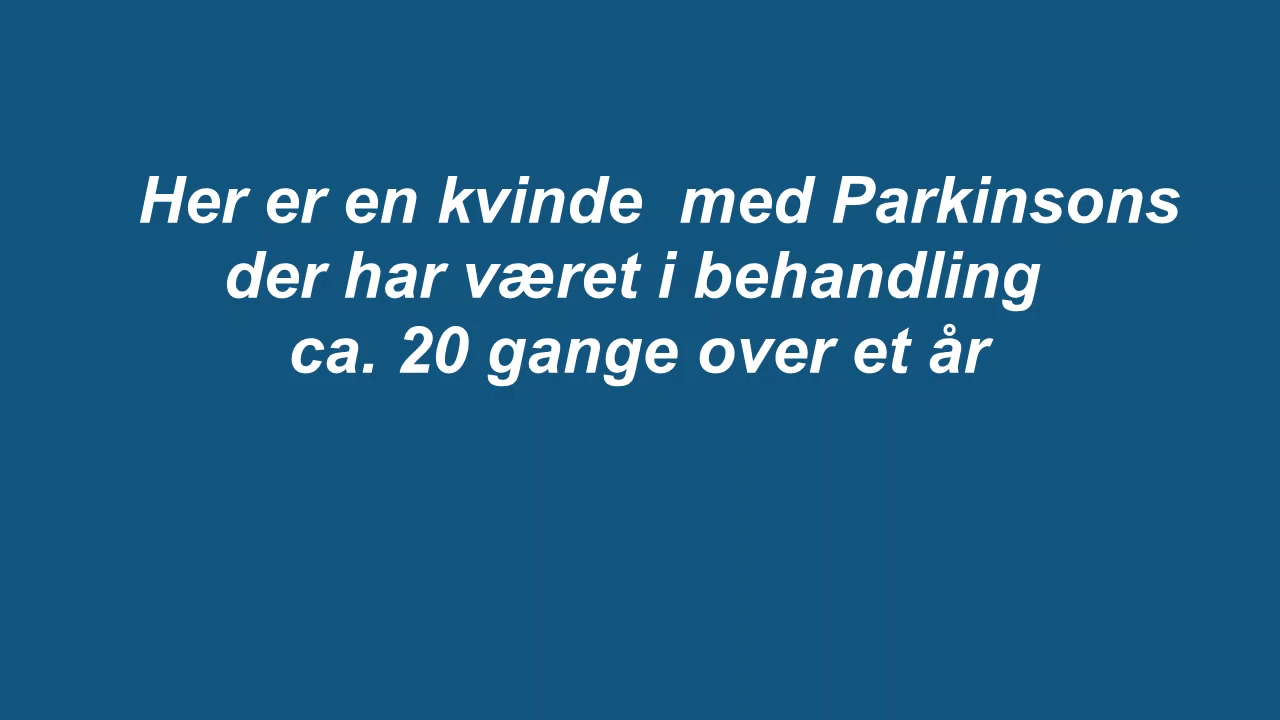 Her er en kvinde  med Parkinsons
der har været i behandling
ca. 20 gange over et år